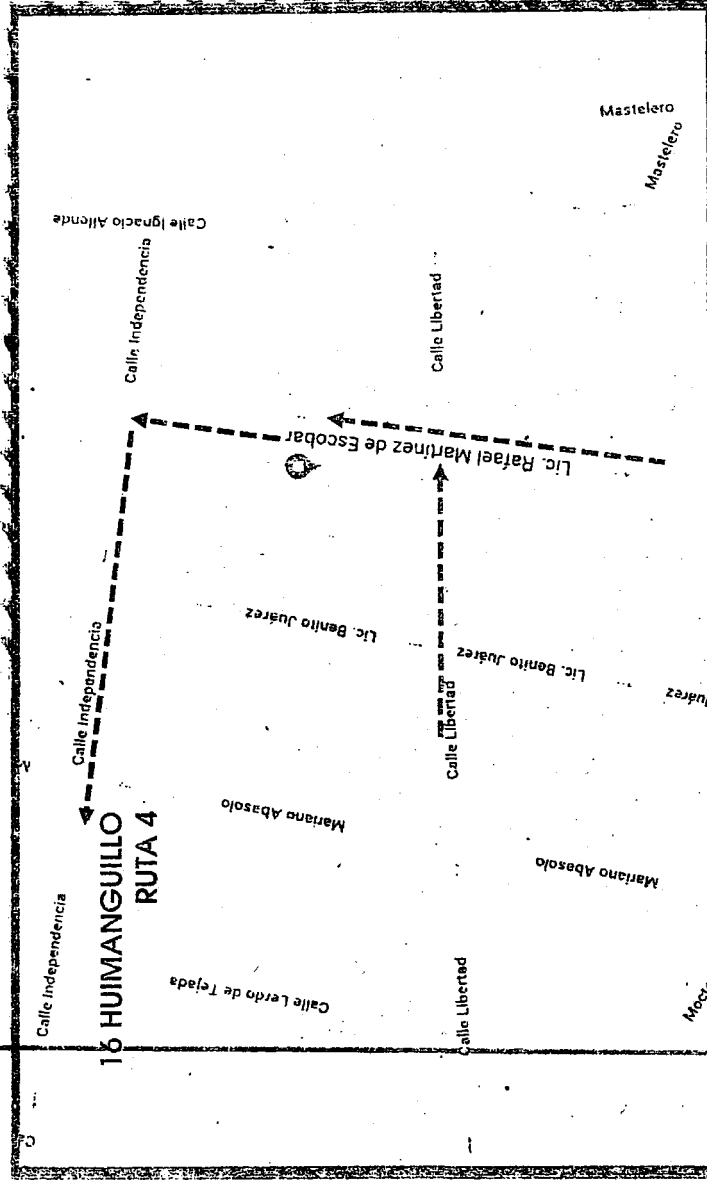 Mastelero
Mastelero
Calle Ignacio Allende
Calle Independencia
Calle Libertad
Lic. Rafael Martínez de Escobar
Calle Independencia
Lic. Benito Juárez
Lic. Benito Juárez
Juárez
Calle Libertad
16 HUIMANGUILLO
RUTA 4
Mariano Abasolo
Mariano Abasolo
Calle Independencia
Calle Lerdo de Tejada
Calle Libertad